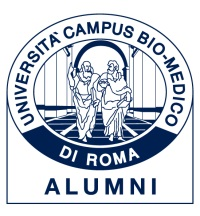 UNIVERSITÀ CAMPUS BIO-MEDICO
DI ROMA
ALUMNI